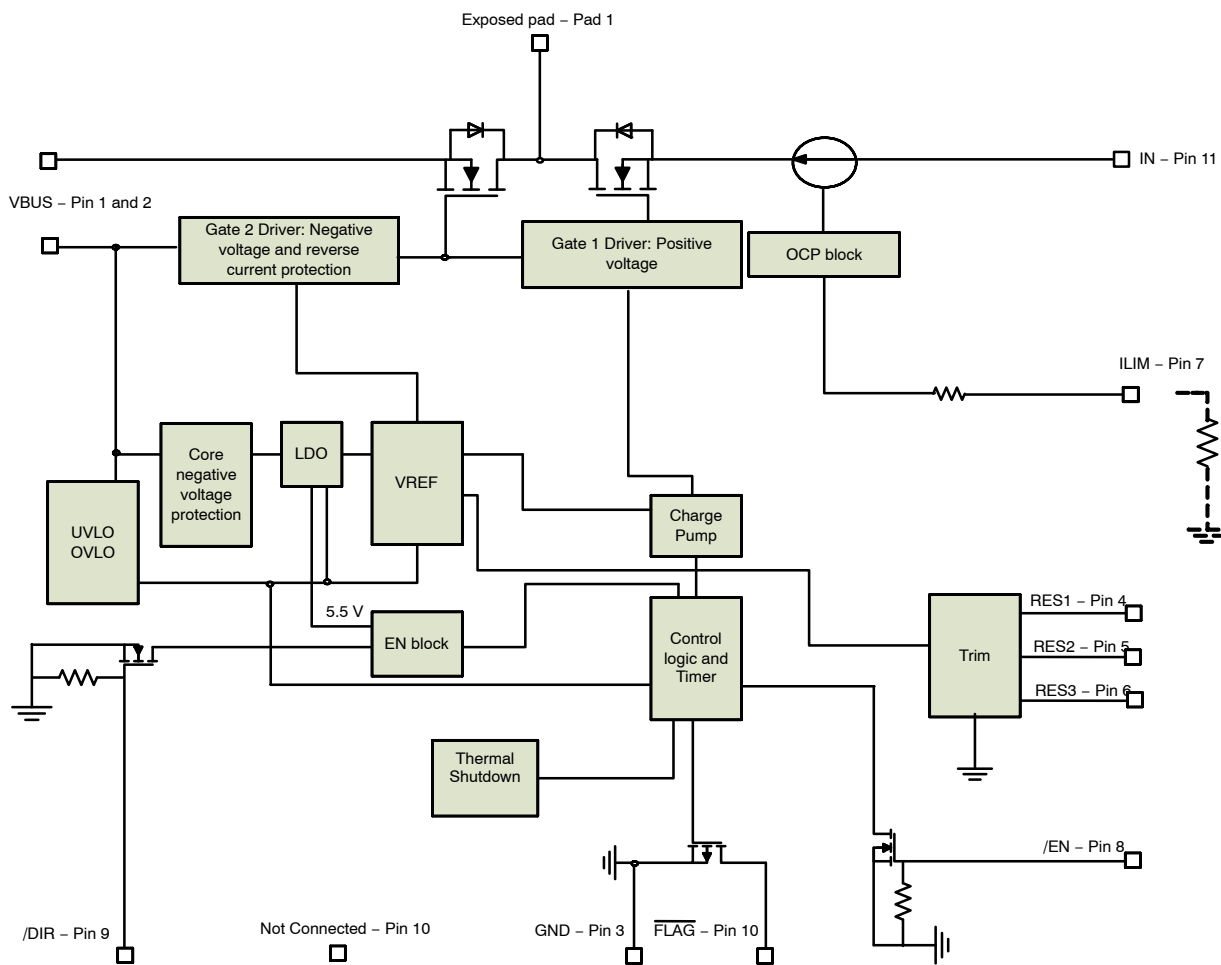 Exposed pad – Pad 1
IN – Pin 11
VBUS – Pin 1 and 2
Gate 2 Driver: Negative
voltage and reverse
current protection
Gate 1 Driver: Positive
voltage
OCP block
ILIM – Pin 7
Core
negative
voltage
protection
LDO
VREF
UVLO
OVLO
Charge
Pump
5.5 V
EN block
Control
logic and
Timer
Trim
RES1 – Pin 4
RES2 – Pin 5
RES3 – Pin 6
Thermal
Shutdown
/EN – Pin 8
/DIR – Pin 9
Not Connected – Pin 10
GND – Pin 3
FLAG – Pin 10